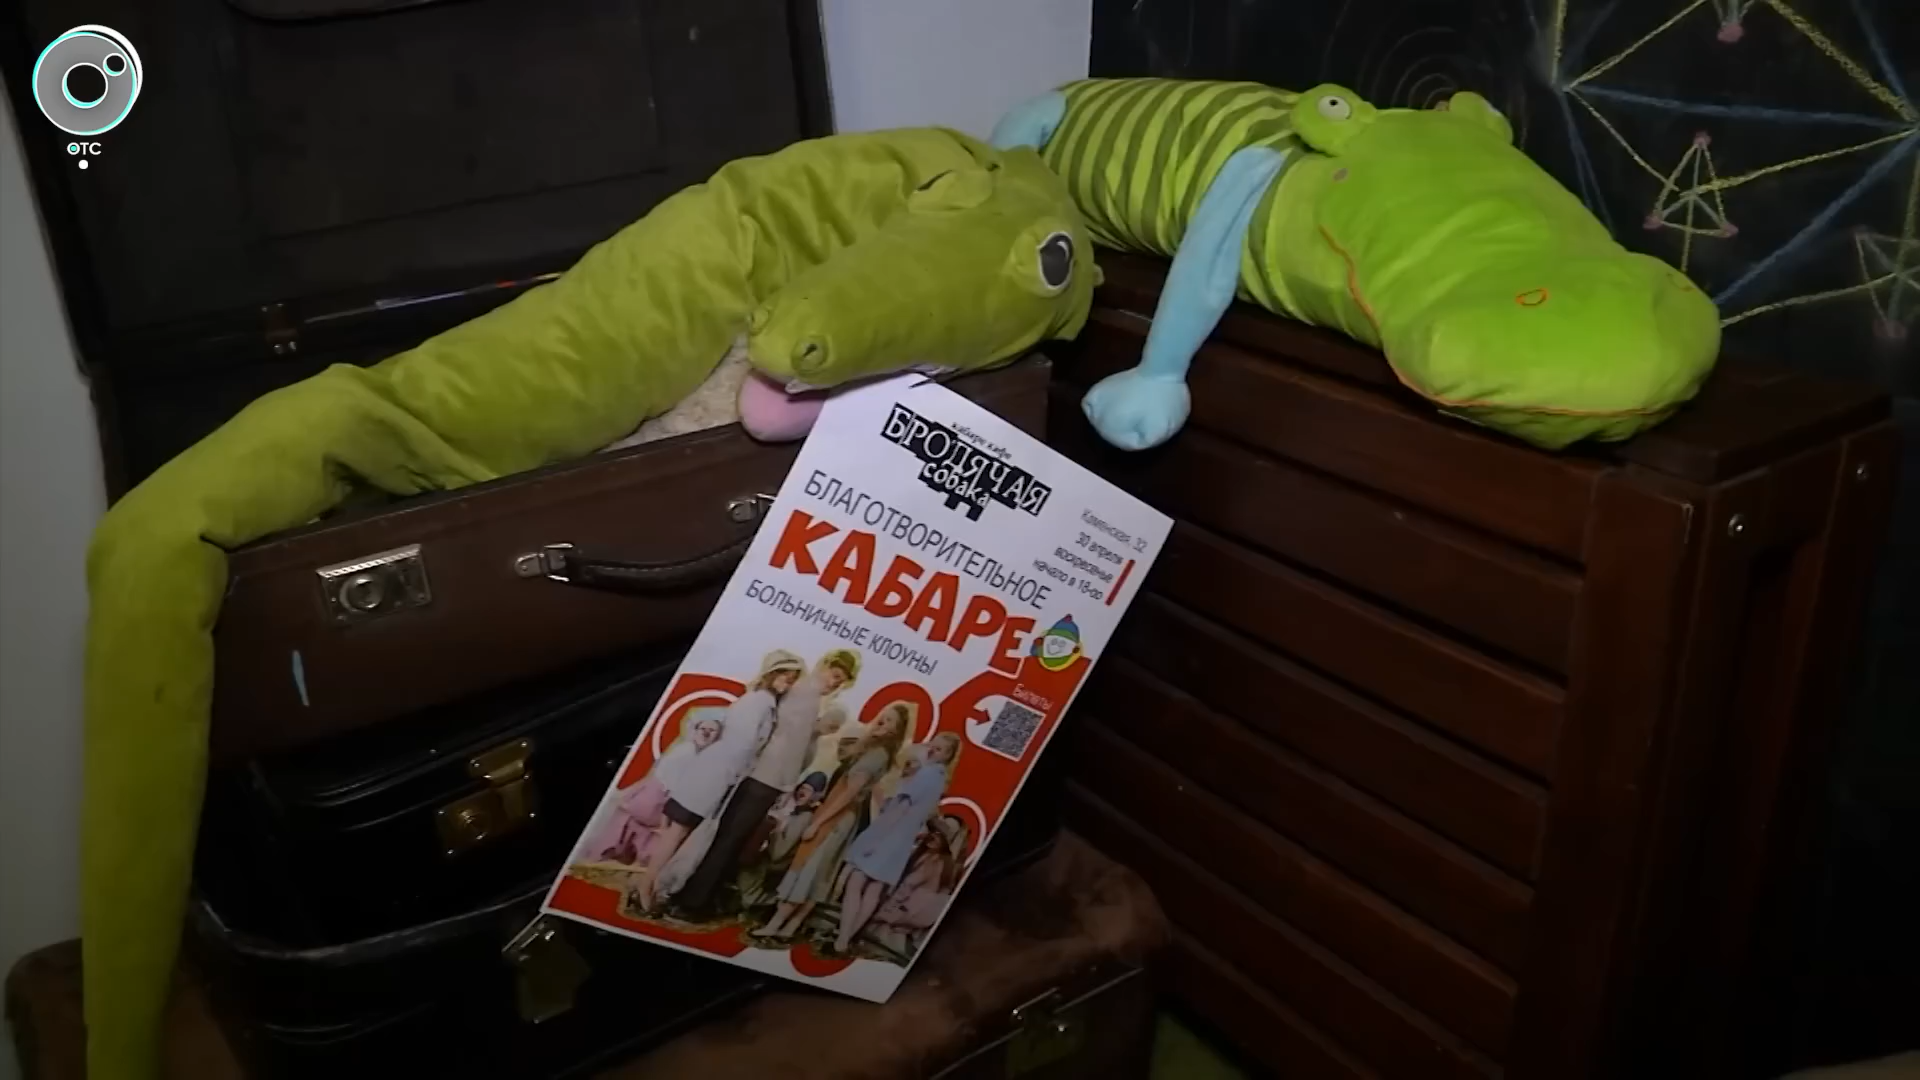 ОТС
кабаре кафе
БРОДЯЧАЯ
собака
БЛАГОТВОРИТЕЛЬНОЕ
КАБАРЕ
БОЛЬНИЧНЫЕ КЛОУНЫ
Каменская, 32
30 апреля
воскресенье
начало в 18-00
Билеты